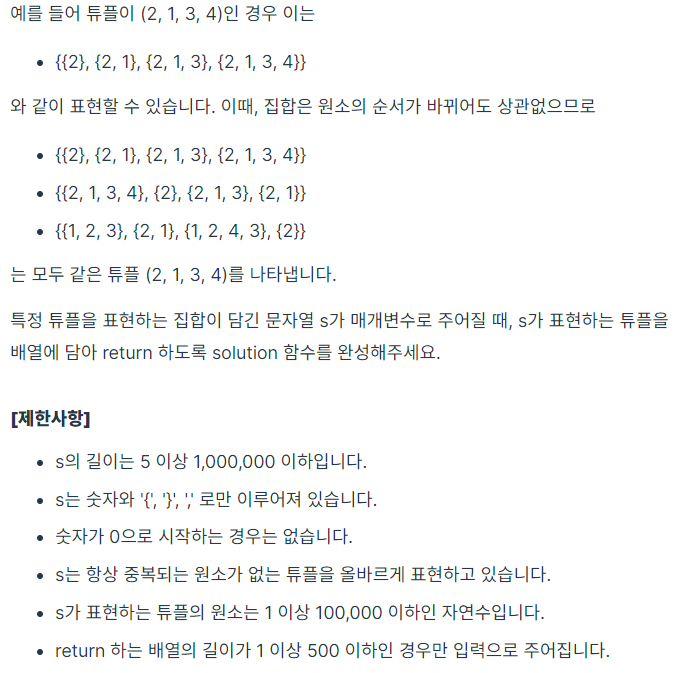 예를 들어 튜플이 (2, 1, 3, 4)인 경우 이는
• {{2}, {2, 1}, {2, 1, 3}, {2, 1, 3, 4}}
와 같이 표현할 수 있습니다. 이때, 집합은 원소의 순서가 바뀌어도 상관없으므로
• {{2}, {2, 1}, {2, 1, 3}, {2, 1, 3, 4}}
• {{2, 1, 3, 4}, {2}, {2, 1, 3}, {2, 1}}
• {{1, 2, 3}, {2, 1}, {1, 2, 4, 3}, {2}}
는 모두 같은 튜플 (2, 1, 3, 4)를 나타냅니다.
특정 튜플을 표현하는 집합이 담긴 문자열 s가 매개변수로 주어질 때, s가 표현하는 튜플을
배열에 담아 return 하도록 solution 함수를 완성해주세요.
[제한사항]
• s의 길이는 5 이상 1,000,000 이하입니다.
• s는 숫자와 '{', '}', ',' 로만 이루어져 있습니다.
• 숫자가 0으로 시작하는 경우는 없습니다.
• s는 항상 중복되는 원소가 없는 튜플을 올바르게 표현하고 있습니다.
• s가 표현하는 튜플의 원소는 1 이상 100,000 이하인 자연수입니다.
• return 하는 배열의 길이가 1 이상 500 이하인 경우만 입력으로 주어집니다.